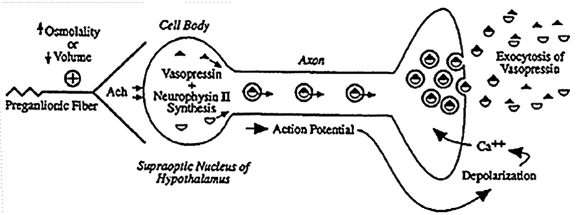 Osmolality
or
Volume
Preganlionic Fiber
Ach
Cell Body
Vasopressin
+
Neurophysin II
Synthesis
Supraoptic Nucleus of
Hypothalamus
Axon
Action Potential
Exocytosis of
Vasopressin
Ca++
Depolarization